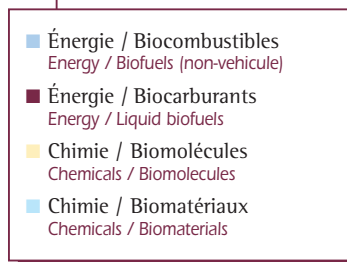 Énergie / Biocombustibles
Energy / Biofuels (non-vehicule)
Énergie / Biocarburants
Energy / Liquid biofuels
Chimie / Biomolécules
Chemicals / Biomolecules
Chimie / Biomatériaux
Chemicals / Biomaterials